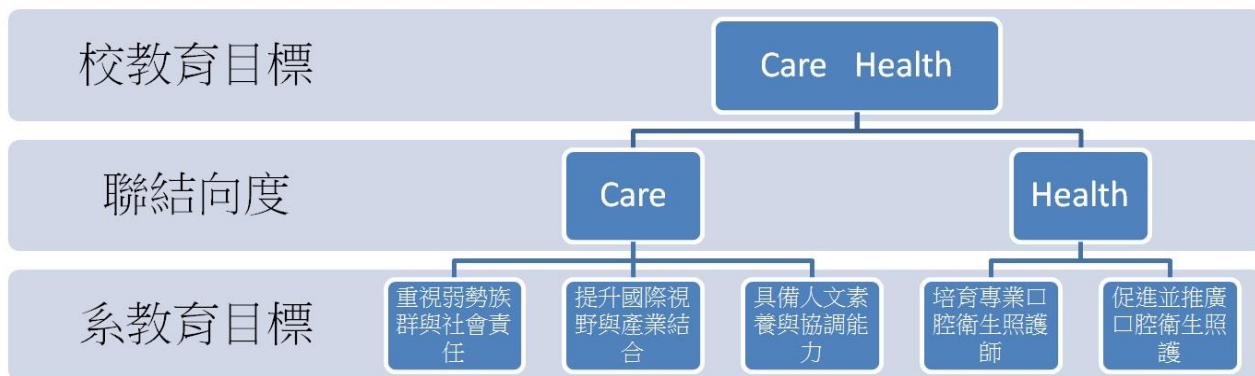 校教育目標
Care Health
聯結向度
Care
Health
系教育目標
重視弱勢族
群與社會責
任
提升國際視
野與產業結
合
具備人文素
養與協調能
力
培育專業口
腔衛生照護
師
促進並推廣
口腔衛生照
護